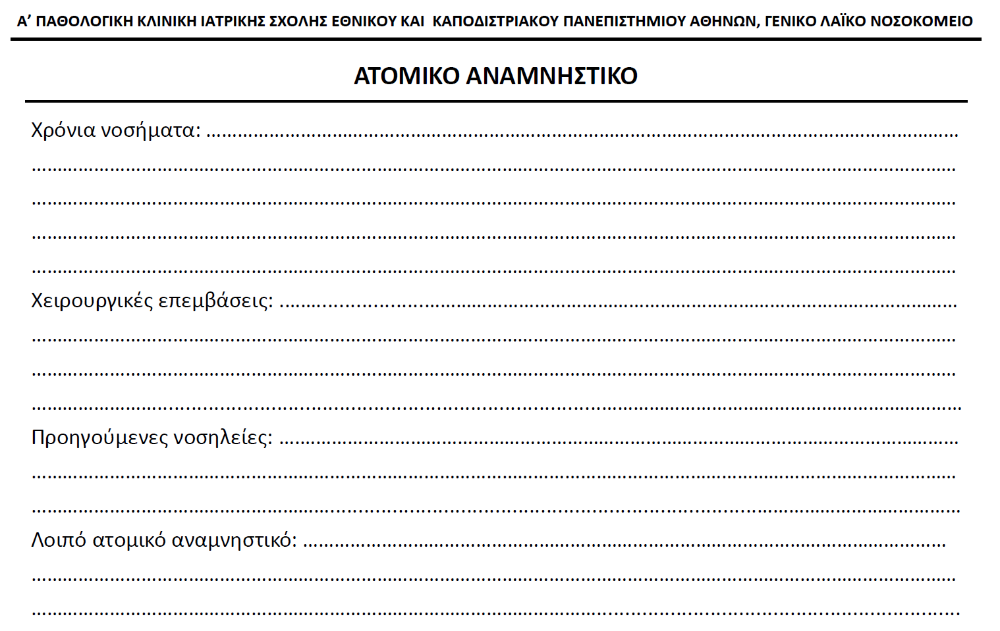 Α’ ΠΑΘΟΛΟΓΙΚΗ ΚΛΙΝΙΚΗ ΙΑΤΡΙΚΗΣ ΣΧΟΛΗΣ ΕΘΝΙΚΟΥ ΚΑΙ  ΚΑΠΟΔΙΣΤΡΙΑΚΟΥ ΠΑΝΕΠΙΣΤΗΜΙΟΥ ΑΘΗΝΩΝ, ΓΕΝΙΚΟ ΛΑΪΚΟ ΝΟΣΟΚΟΜΕΙΟ
ΑΤΟΜΙΚΟ ΑΝΑΜΝΗΣΤΙΚΟ
Χρόνια νοσήματα: ……………………………………
Χειρουργικές επεμβάσεις: ……………………………………
Προηγούμενες νοσηλείες: ……………………………………
Λοιπό ατομικό αναμνηστικό: ……………………………………